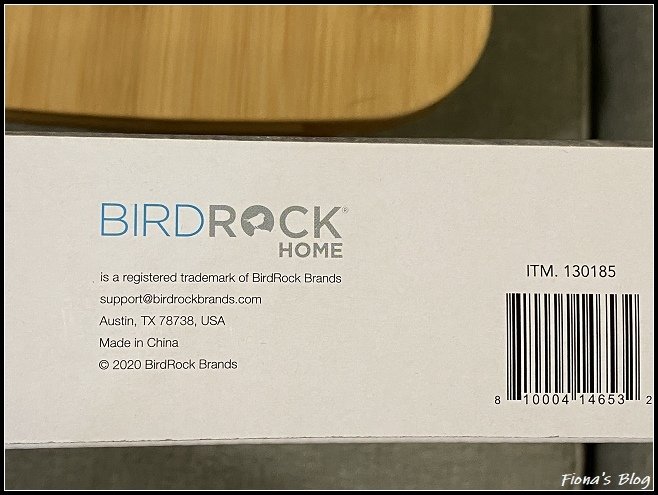 BIRDROCK®
HOME
is a registered trademark of BirdRock Brands
support@birdrockbrands.com
Austin, TX 78738, USA
Made in China
© 2020 BirdRock Brands
ITM. 130185
8 10004 14653 2
Fiona's Blog